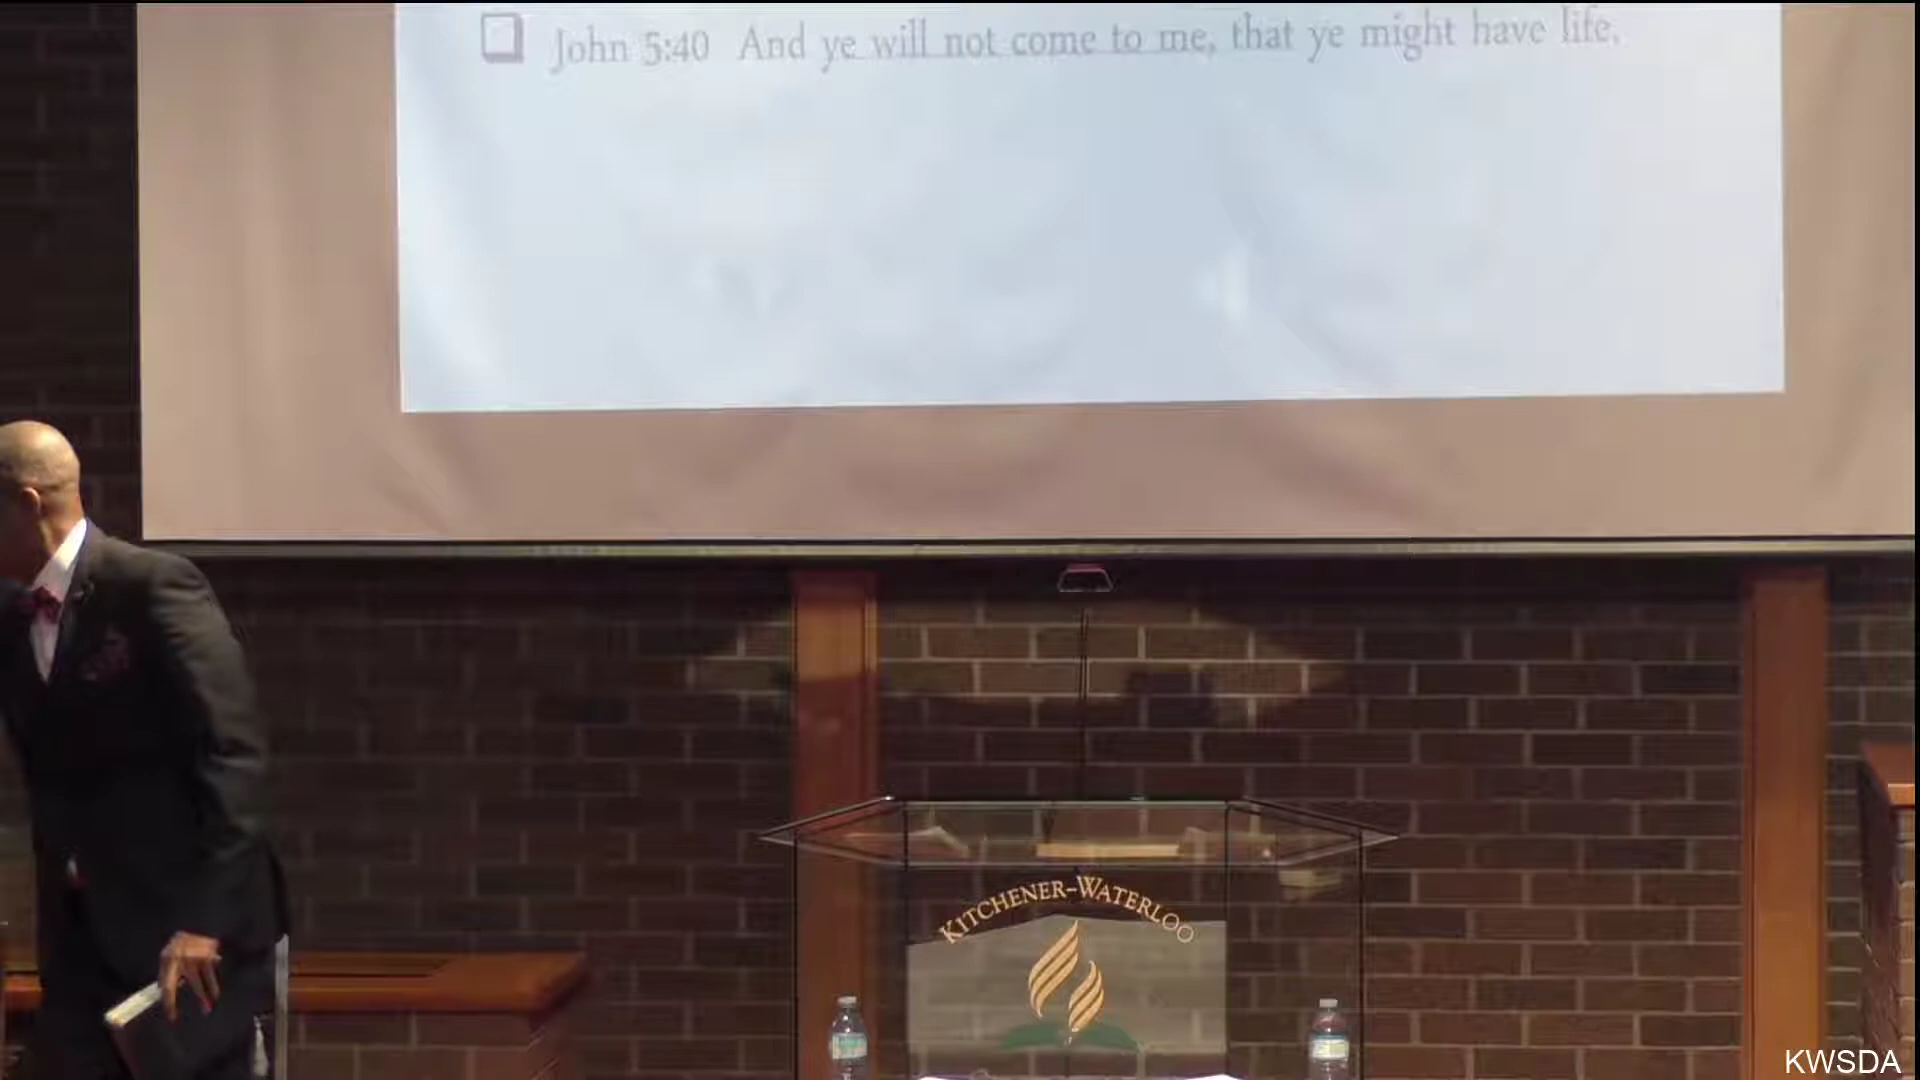 John 5:40 And ye will not come to me, that ye might have life.
KITCHENER-WATERLOO
KWSDA